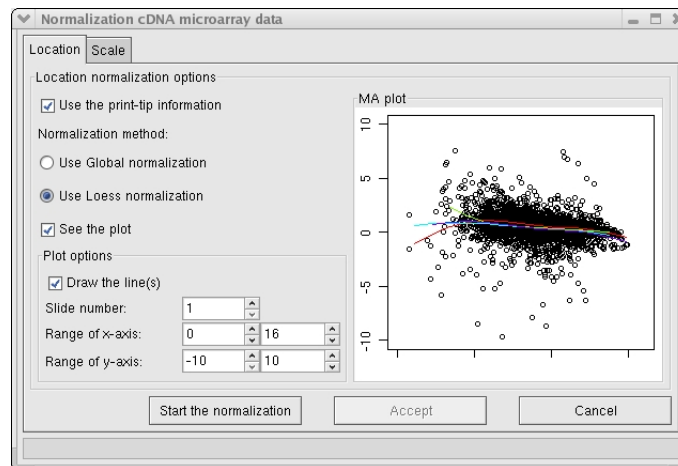 Normalization cDNA microarray data
Location Scale
Location normalization options
Use the print-tip information
Normalization method:
Use Global normalization
Use Loess normalization
See the plot
Plot options
Draw the line(s)
Slide number: 1
Range of x-axis: 0 16
Range of y-axis: -10 10
MA plot
10
5
0
-5
-10
Start the normalization Accept Cancel